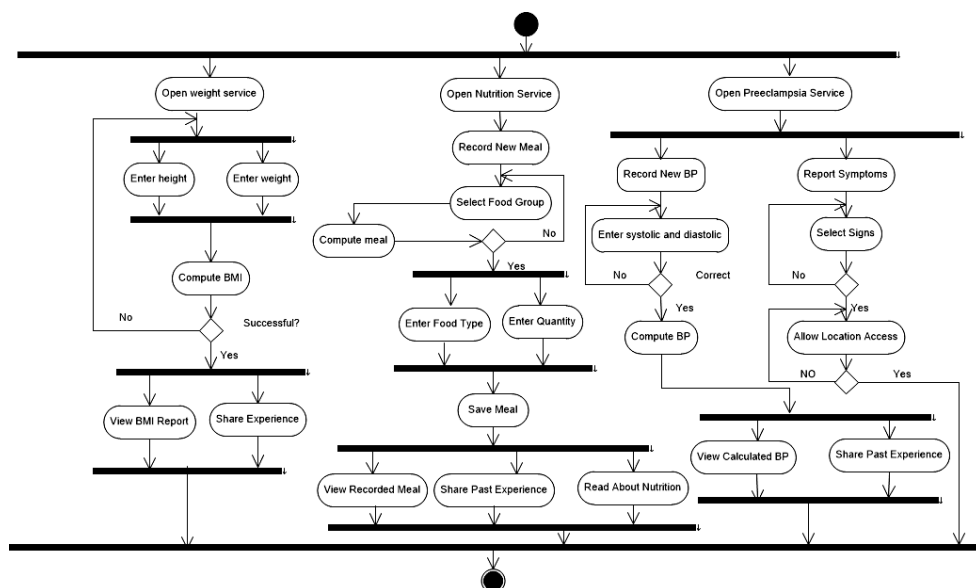 Open weight service
Open Nutrition Service
Open Preeclampsia Service
Record New Meal
Enter height
Enter weight
Record New BP
Report Symptoms
Select Food Group
Compute meal
No
Enter systolic and diastolic
Select Signs
Yes
No
Correct
No
Compute BMI
Yes
Yes
No
Successful?
Enter Food Type
Enter Quantity
Compute BP
Allow Location Access
Yes
NO
Yes
View BMI Report
Share Experience
Save Meal
View Calculated BP
Share Past Experience
View Recorded Meal
Share Past Experience
Read About Nutrition